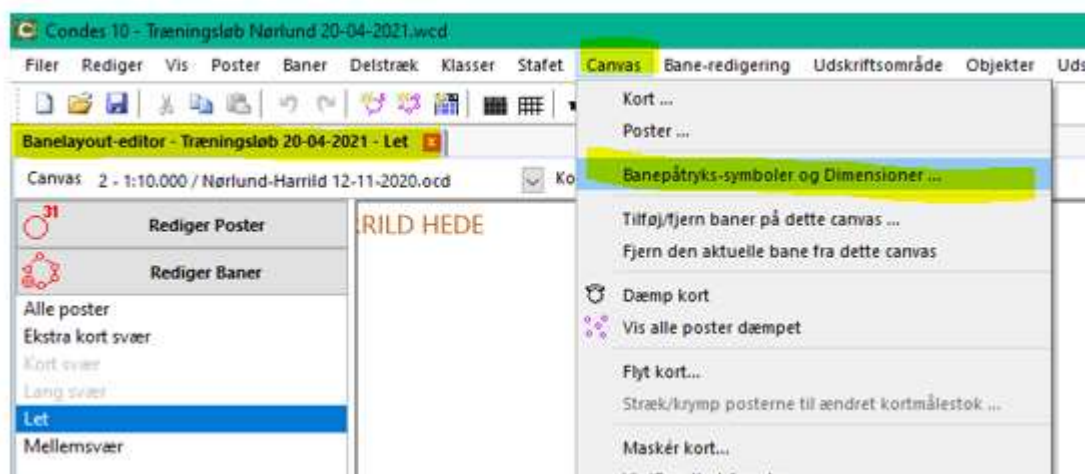 Condes 10 - Træningsløb Nørlund 20-04-2021.wcd
Filer Rediger Vis Poster Baner Delstræk Klasser Stafet Canvas Bane-redigering Udskriftsområde Objekter Uds
Kort ...
Poster ...
Banelayout-editor - Træningsløb 20-04-2021 - Let
Banepåtryks-symboler og Dimensioner ...
Canvas 2 - 1:10.000 / Nørlund-Harrild 12-11-2020.ocd Ko
31
Rediger Poster
RILD HEDE
Tilføj/fjern baner på dette canvas ...
Fjern den aktuelle bane fra dette canvas
Rediger Baner
Dæmp kort
Alle poster
Vis alle poster dæmpet
Ekstra kort svær
Kort svær
Flyt kort...
Lang svær
Stræk/krymp posterne til ændret kortmålestok ...
Let
Mellemsvær
Maskér kort...